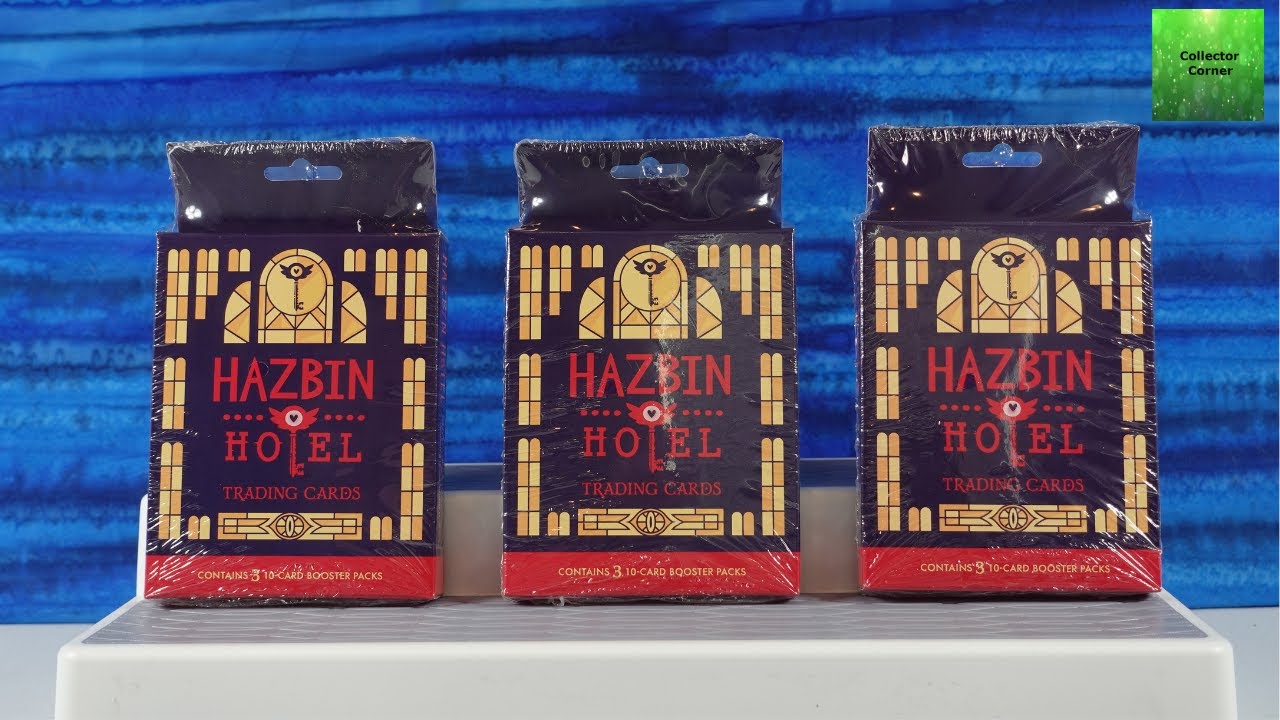 Collector
Corner
HAZBIN
HOTEL
TRADING CARDS
CONTAINS 3 10-CARD BOOSTER PACKS
HAZBIN
HOTEL
TRADING CARDS
CONTAINS 3 10-CARD BOOSTER PACKS
HAZBIN
HOTEL
TRADING CARDS
CONTAINS 3 10-CARD BOOSTER PACKS